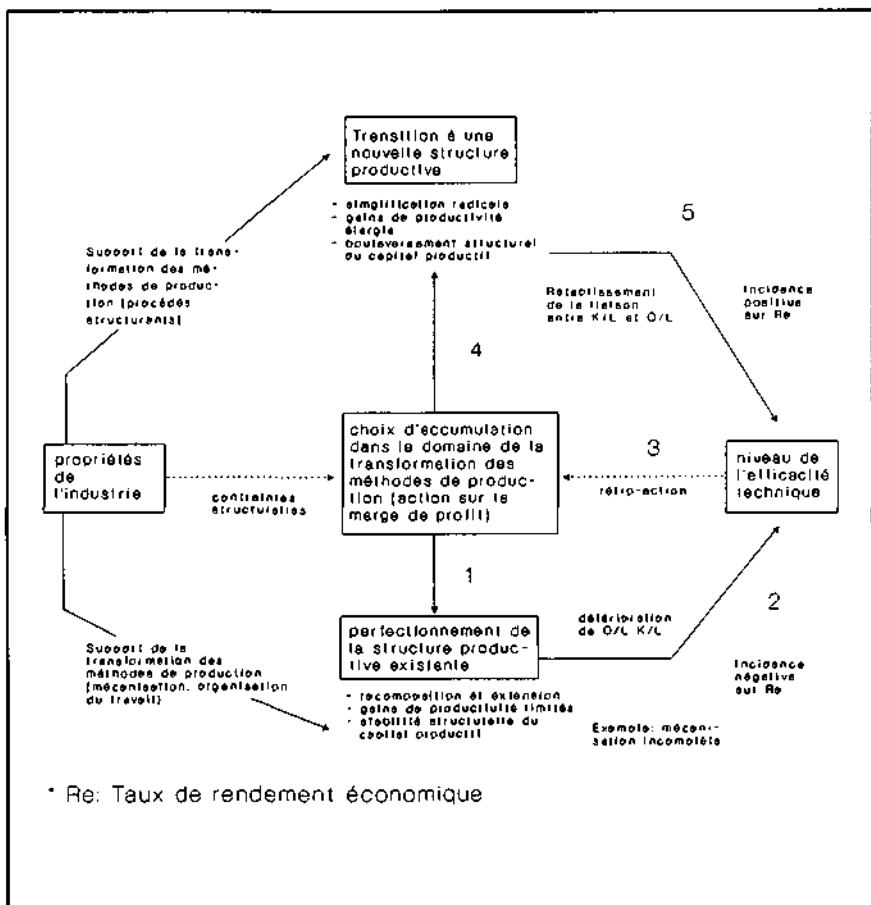 Transition à une
nouvelle structure
productive
- simplification radicale
- gains de productivité
élargie
- bouleversement structurel
du capital productif
5
Support de la trans-
formation des mé-
thodes de produc-
tion (procédés
structurants)
Rétablissement
de la liaison
entre K/L et O/L
Incidence
positive
sur Re
4
propriétés
de
l'industrie
contraintes
structurelles
choix d'accumulation
dans le domaine de la
transformation des
méthodes de produc-
tion (action sur la
marge de profit)
3
rétro-action
niveau de
l'efficacité
technique
1
2
Support de la
transformation des
méthodes de production
(mécanisation, organisation
du travail)
perfectionnement de
la structure produc-
tive existante
détérioration
de O/L K/L
Incidence
négative
sur Re
- recomposition et extension
- gains de productivité limités
- stabilité structurelle du
capital productif
Exemple: mécani-
sation incomplète
* Re: Taux de rendement économique